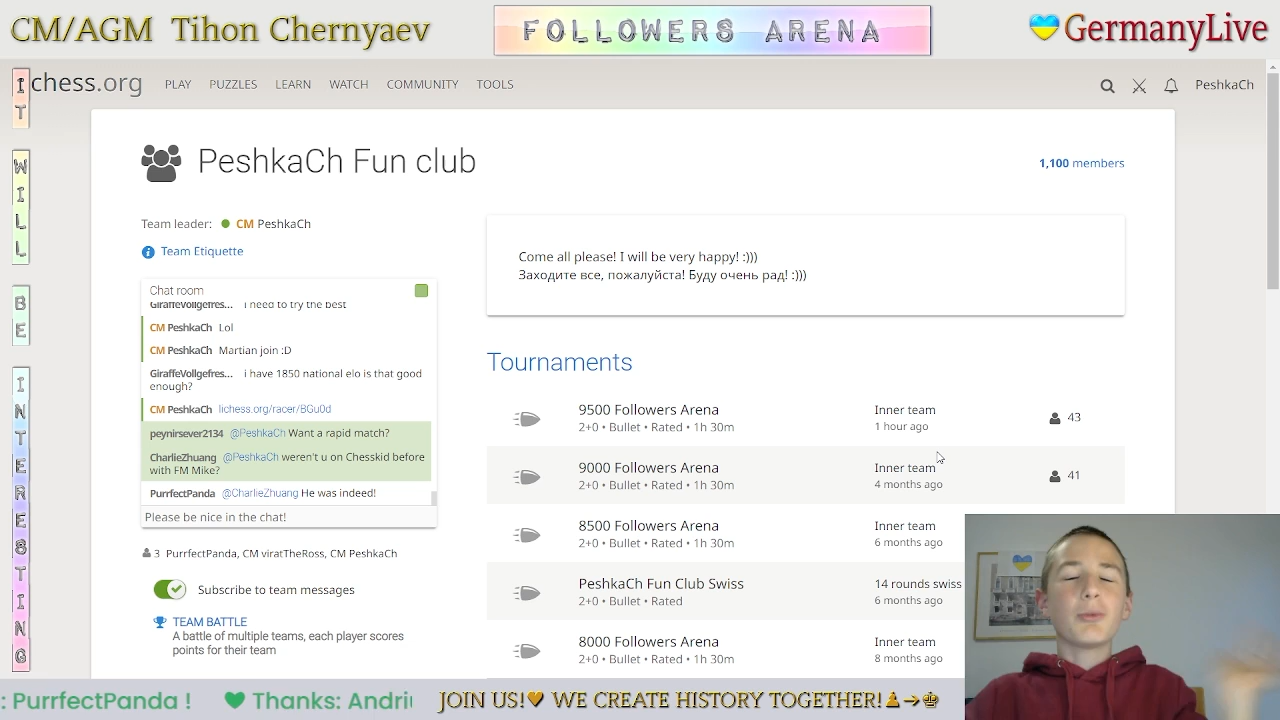 CM/AGM Tihon Chernyaev
FOLLOWERS ARENA
GermanyLive
IT WILL BE INTERESTING
chess.org
PLAY PUZZLES LEARN WATCH COMMUNITY TOOLS
PeshkaCh
PeshkaCh Fun club
1,100 members
Team leader: CM PeshkaCh
Team Etiquette
Come all please! I will be very happy! :)))
Заходите все, пожалуйста! Буду очень рад! :)))
Chat room
GiraffeVollgefres... i need to try the best
CM PeshkaCh Lol
CM PeshkaCh Martian join :D
GiraffeVollgefres... i have 1850 national elo is that good
enough?
CM PeshkaCh lichess.org/racer/BGu0d
peynirsever2134 @PeshkaCh Want a rapid match?
CharlieZhuang @PeshkaCh weren't u on Chesskid before
with FM Mike?
PurrfectPanda @CharlieZhuang He was indeed!
Please be nice in the chat!
3 PurrfectPanda, CM viratTheRoss, CM PeshkaCh
Subscribe to team messages
TEAM BATTLE
A battle of multiple teams, each player scores
points for their team
Tournaments
9500 Followers Arena Inner team 43
2+0 • Bullet • Rated • 1h 30m 1 hour ago
9000 Followers Arena Inner team 41
2+0 • Bullet • Rated • 1h 30m 4 months ago
8500 Followers Arena Inner team
2+0 • Bullet • Rated • 1h 30m 6 months ago
PeshkaCh Fun Club Swiss 14 rounds swiss
2+0 • Bullet • Rated 6 months ago
8000 Followers Arena Inner team
2+0 • Bullet • Rated • 1h 30m 8 months ago
: PurrfectPanda ! Thanks: Andrii JOIN US! WE CREATE HISTORY TOGETHER!